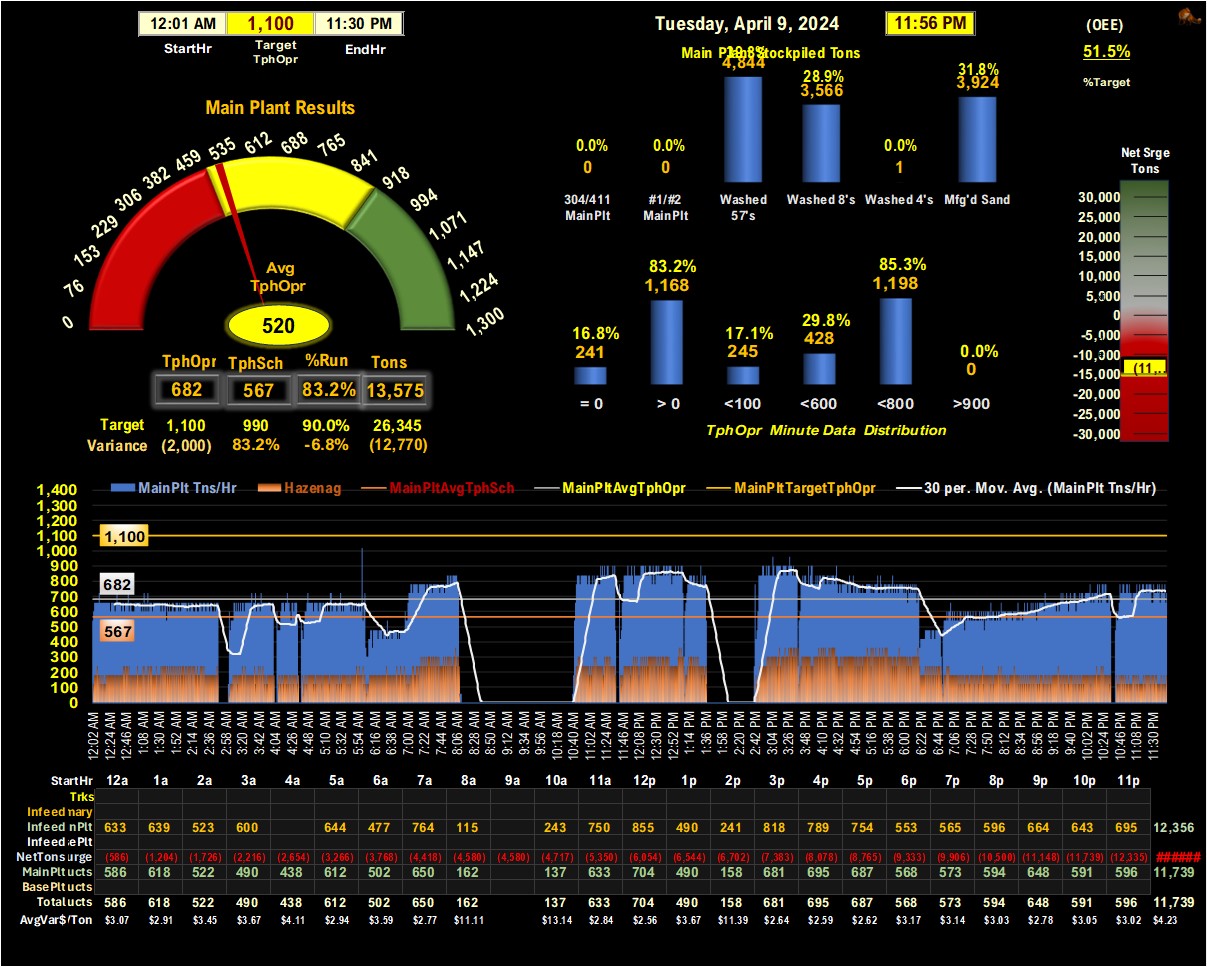 12:01 AM 1,100 11:30 PM
StartHr Target TphOpr EndHr
Tuesday, April 9, 2024 11:56 PM
(OEE)
51.5%
%Target
Main Plant Stockpiled Tons
4,844 28.9% 3,566 31.8% 3,924
0.0% 0.0% 0.0%
0 0 1
304/411 MainPlt #1/#2 MainPlt Washed 57's Washed 8's Washed 4's Mfg'd Sand
Main Plant Results
0 76 153 229 306 382 459 535 612 688 765 841 918 994 1,071 1,147 1,224 1,300
Avg
TphOpr
520
TphOpr TphSch %Run Tons
682 567 83.2% 13,575
Target 1,100 990 90.0% 26,345
Variance (2,000) 83.2% -6.8% (12,770)
16.8% 83.2% 17.1% 29.8% 85.3% 0.0%
241 1,168 245 428 1,198 0
= 0 > 0 <100 <600 <800 >900
TphOpr Minute Data Distribution
Net Srge
Tons
30,000
25,000
20,000
15,000
10,000
5,000
0
-5,000
-10,000
(11,..
-15,000
-20,000
-25,000
-30,000
MainPlt Tns/Hr Hazenag MainPltAvgTphSch MainPltAvgTphOpr MainPltTargetTphOpr 30 per. Mov. Avg. (MainPlt Tns/Hr)
1,400
1,300
1,200
1,100
1,000
900
800
700
600
500
400
300
200
100
0
1,100
682
567
12:02 AM 12:24 AM 12:46 AM 1:08 AM 1:30 AM 1:52 AM 2:14 AM 2:36 AM 2:58 AM 3:20 AM 3:42 AM 4:04 AM 4:26 AM 4:48 AM 5:10 AM 5:32 AM 5:54 AM 6:16 AM 6:38 AM 7:00 AM 7:22 AM 7:44 AM 8:06 AM 8:28 AM 8:50 AM 9:12 AM 9:34 AM 9:56 AM 10:18 AM 10:40 AM 11:02 AM 11:24 AM 11:46 AM 12:08 PM 12:30 PM 12:52 PM 1:14 PM 1:36 PM 1:58 PM 2:20 PM 2:42 PM 3:04 PM 3:26 PM 3:48 PM 4:10 PM 4:32 PM 4:54 PM 5:16 PM 5:38 PM 6:00 PM 6:22 PM 6:44 PM 7:06 PM 7:28 PM 7:50 PM 8:12 PM 8:34 PM 8:56 PM 9:18 PM 9:40 PM 10:02 PM 10:24 PM 10:46 PM 11:08 PM 11:30 PM
StartHr 12a 1a 2a 3a 4a 5a 6a 7a 8a 9a 10a 11a 12p 1p 2p 3p 4p 5p 6p 7p 8p 9p 10p 11p
Trks
Infeed mary
Infeed nPlt 633 639 523 600 644 477 764 115 243 750 855 490 241 818 789 754 553 565 596 664 643 695 12,356
Infeed ePlt
NetTons urge (586) (1,204) (1,726) (2,216) (2,654) (3,266) (3,768) (4,418) (4,580) (4,580) (4,717) (5,350) (6,054) (6,544) (6,702) (7,383) (8,078) (8,765) (9,333) (9,906) (10,500) (11,148) (11,739) (12,335) ######
MainPlt ucts 586 618 522 490 438 612 502 650 162 137 633 704 490 158 681 695 687 568 573 594 648 591 596 11,739
BasePlt ucts
Total ucts 586 618 522 490 438 612 502 650 162 137 633 704 490 158 681 695 687 568 573 594 648 591 596 11,739
AvgVar$/Ton $3.07 $2.91 $3.45 $3.67 $4.11 $2.94 $3.59 $2.77 $11.11 $13.14 $2.84 $2.56 $3.67 $11.39 $2.64 $2.59 $2.62 $3.17 $3.14 $3.03 $2.78 $3.05 $3.02 $4.23